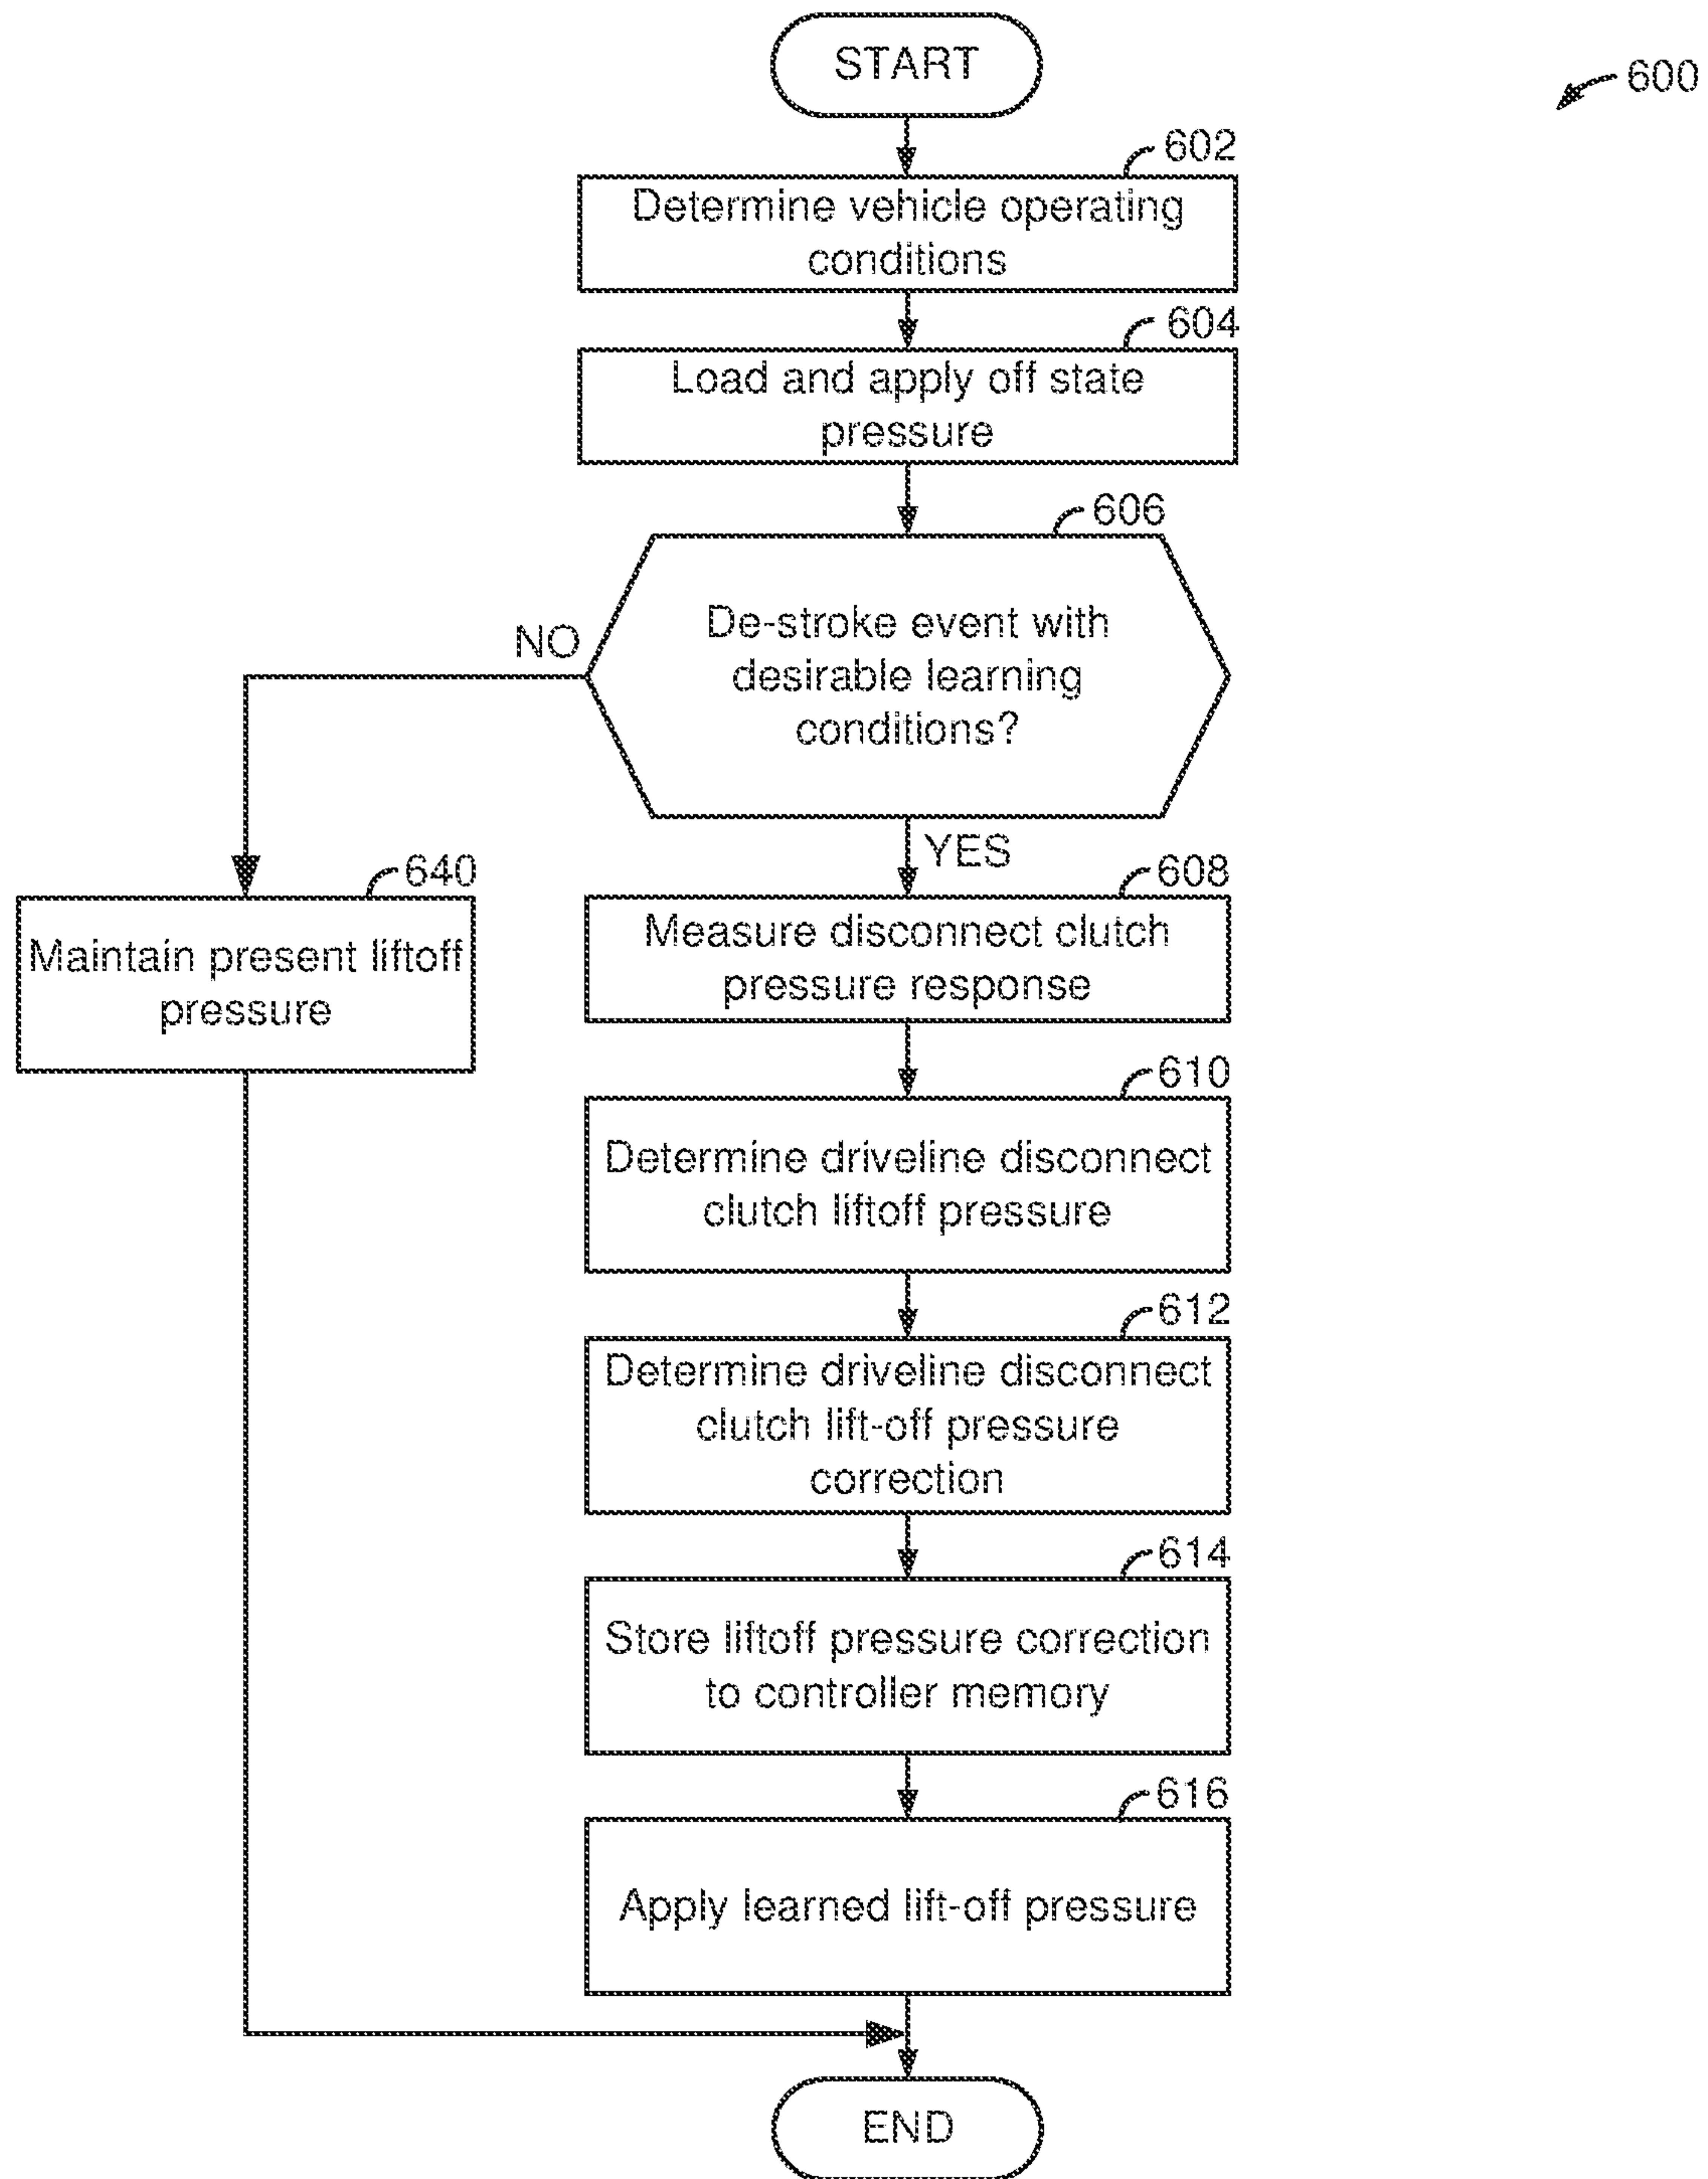 START
600
602
Determine vehicle operating
conditions
604
Load and apply off state
pressure
606
De-stroke event with
desirable learning
conditions?
NO
YES
640
Maintain present liftoff
pressure
608
Measure disconnect clutch
pressure response
610
Determine driveline disconnect
clutch liftoff pressure
612
Determine driveline disconnect
clutch lift-off pressure
correction
614
Store liftoff pressure correction
to controller memory
616
Apply learned lift-off pressure
END